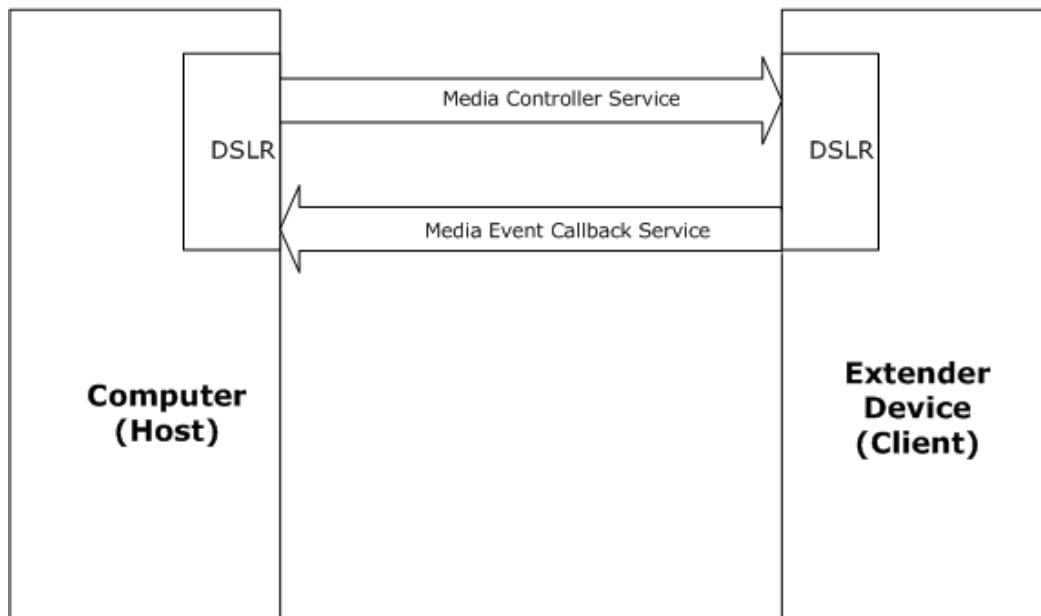 Media Controller Service
DSLR
DSLR
Media Event Callback Service
Computer
(Host)
Extender
Device
(Client)